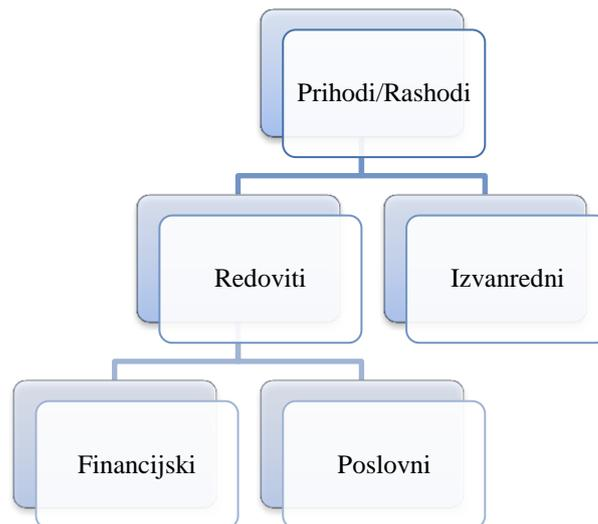 Prihodi/Rashodi
Redoviti
Izvanredni
Financijski
Poslovni